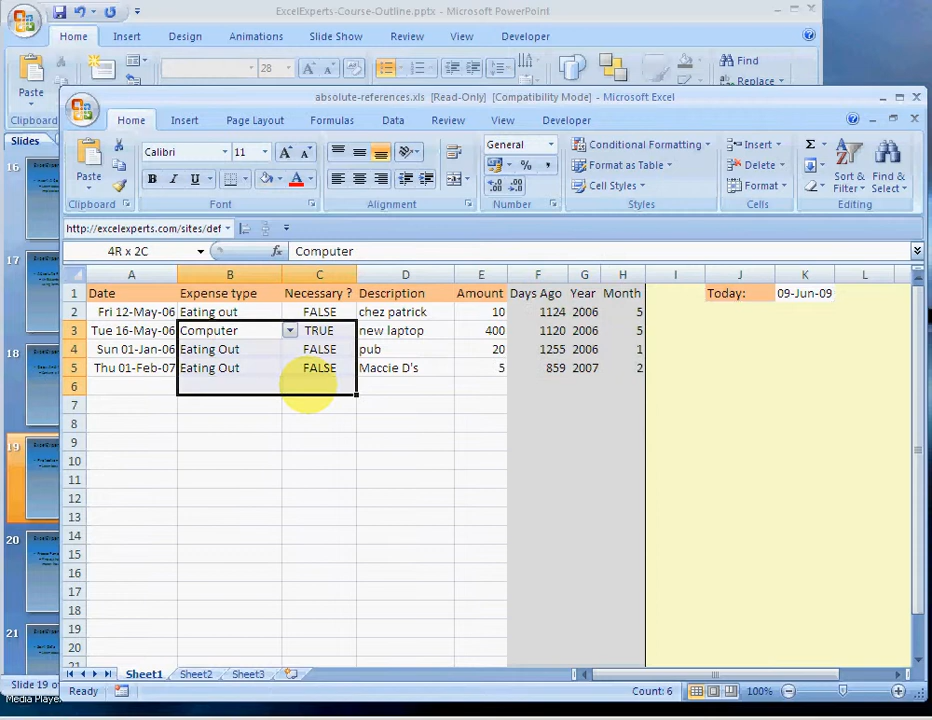 ExcelExperts-Course-Outline.pptx - Microsoft PowerPoint
Home Insert Design Animations Slide Show Review View Developer
Paste 28 Find
Replace
Clipboard
Slides
16
17
18
19
20
21
Slide 19 of
Media Player
absolute-references.xls [Read-Only] [Compatibility Mode] - Microsoft Excel
Home Insert Page Layout Formulas Data Review View Developer
Paste Calibri 11 General Conditional Formatting Insert Σ
B I U A % , Format as Table Delete Sort & Find &
Cell Styles Format Filter Select
Clipboard Font Alignment Number Styles Cells Editing
http://excelexperts.com/sites/def
4R x 2C fx Computer
A B C D E F G H I J K L
1 Date Expense type Necessary ? Description Amount Days Ago Year Month Today: 09-Jun-09
2 Fri 12-May-06 Eating out FALSE chez patrick 10 1124 2006 5
3 Tue 16-May-06 Computer TRUE new laptop 400 1120 2006 5
4 Sun 01-Jan-06 Eating Out FALSE pub 20 1255 2006 1
5 Thu 01-Feb-07 Eating Out FALSE Maccie D's 5 859 2007 2
6
7
8
9
10
11
12
13
14
15
16
17
18
19
20
21
Sheet1 Sheet2 Sheet3
Ready Count: 6 100%